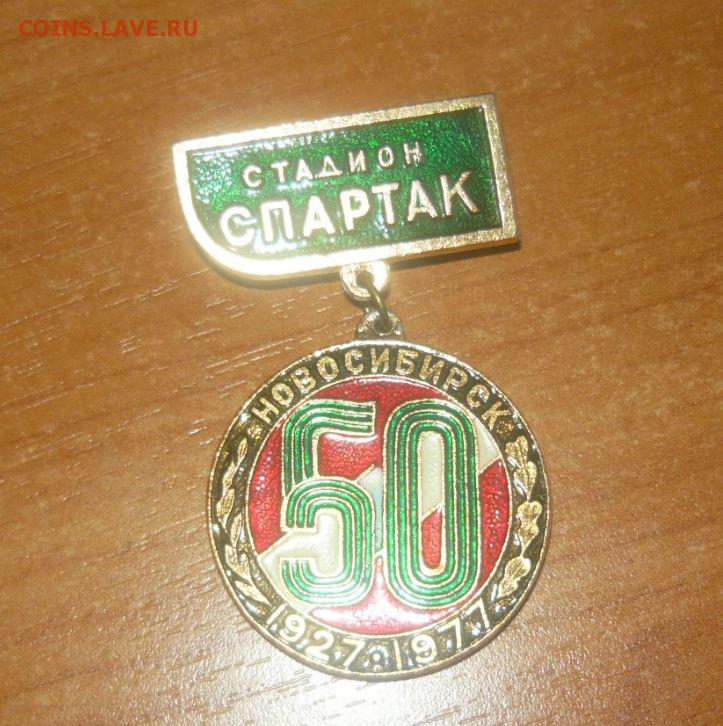 COINS.LAVE.RU
СТАДИОН
СПАРТАК
НОВОСИБИРСК
50
1927·1977